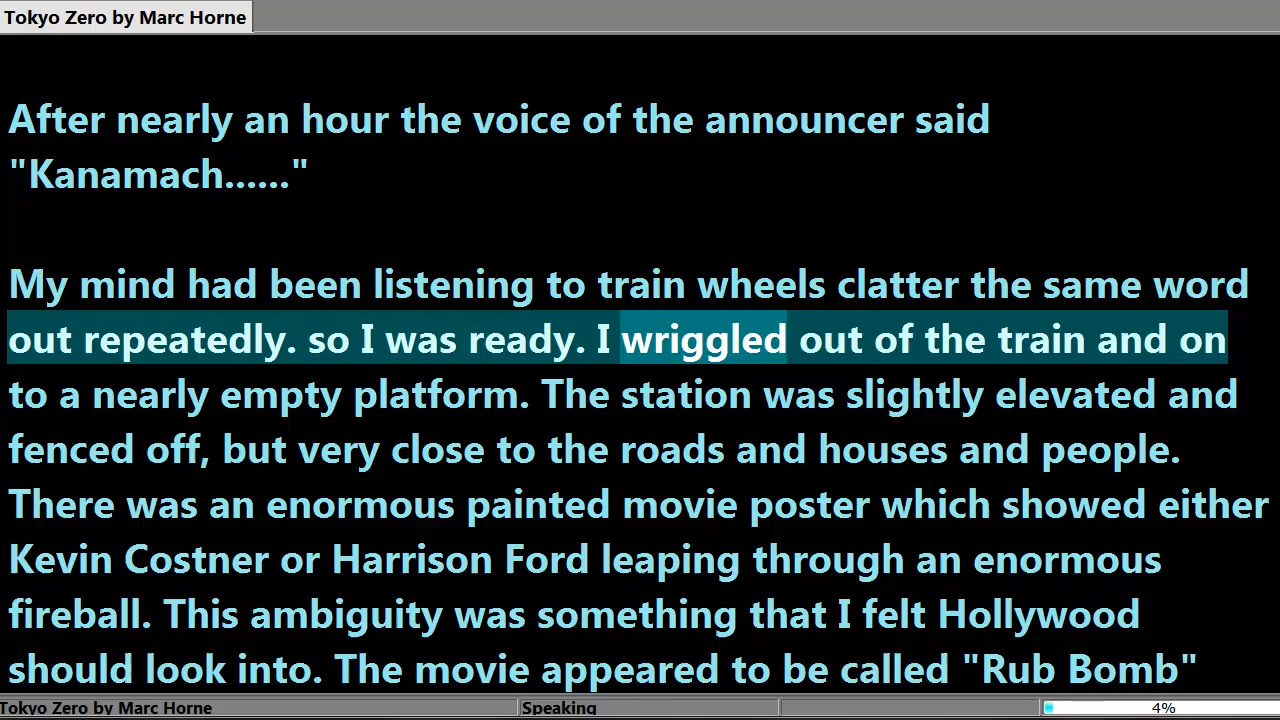 Tokyo Zero by Marc Horne
After nearly an hour the voice of the announcer said
"Kanamach......"
My mind had been listening to train wheels clatter the same word
out repeatedly. so I was ready. I wriggled out of the train and on
to a nearly empty platform. The station was slightly elevated and
fenced off, but very close to the roads and houses and people.
There was an enormous painted movie poster which showed either
Kevin Costner or Harrison Ford leaping through an enormous
fireball. This ambiguity was something that I felt Hollywood
should look into. The movie appeared to be called "Rub Bomb"
Tokyo Zero by Marc Horne Speaking 4%